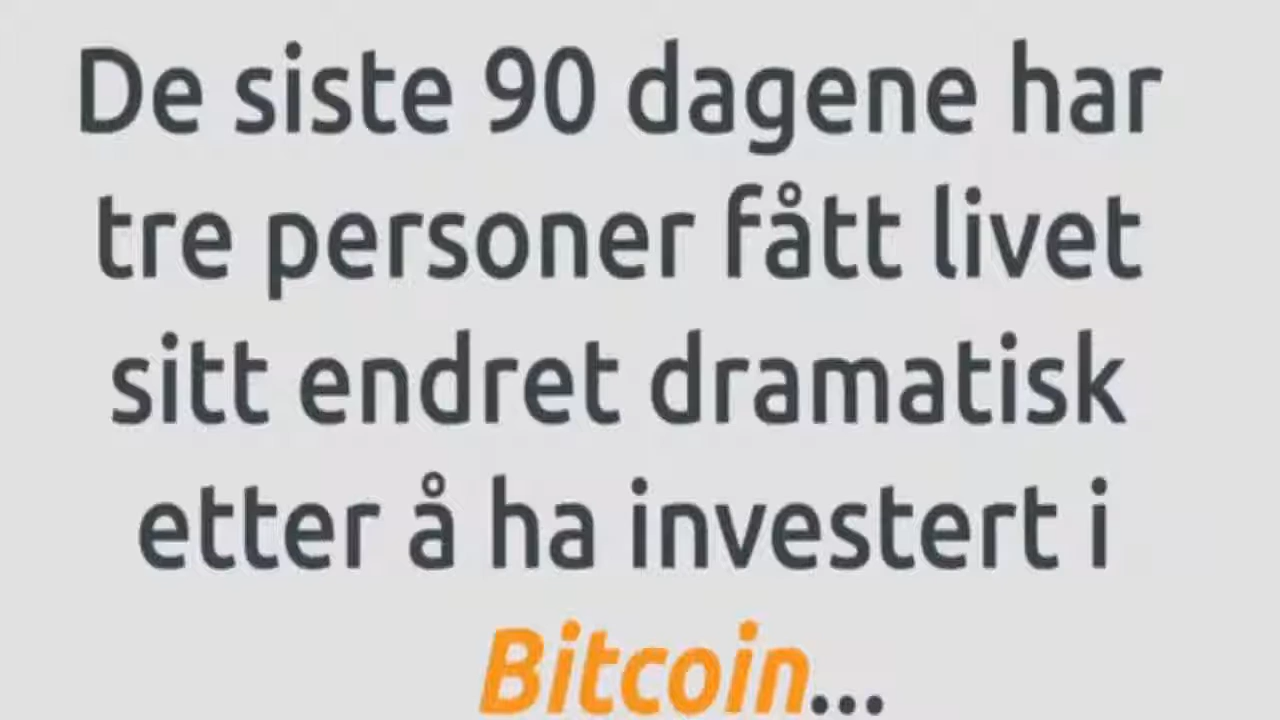 De siste 90 dagene har
tre personer fått livet
sitt endret dramatisk
etter å ha investert i
Bitcoin...